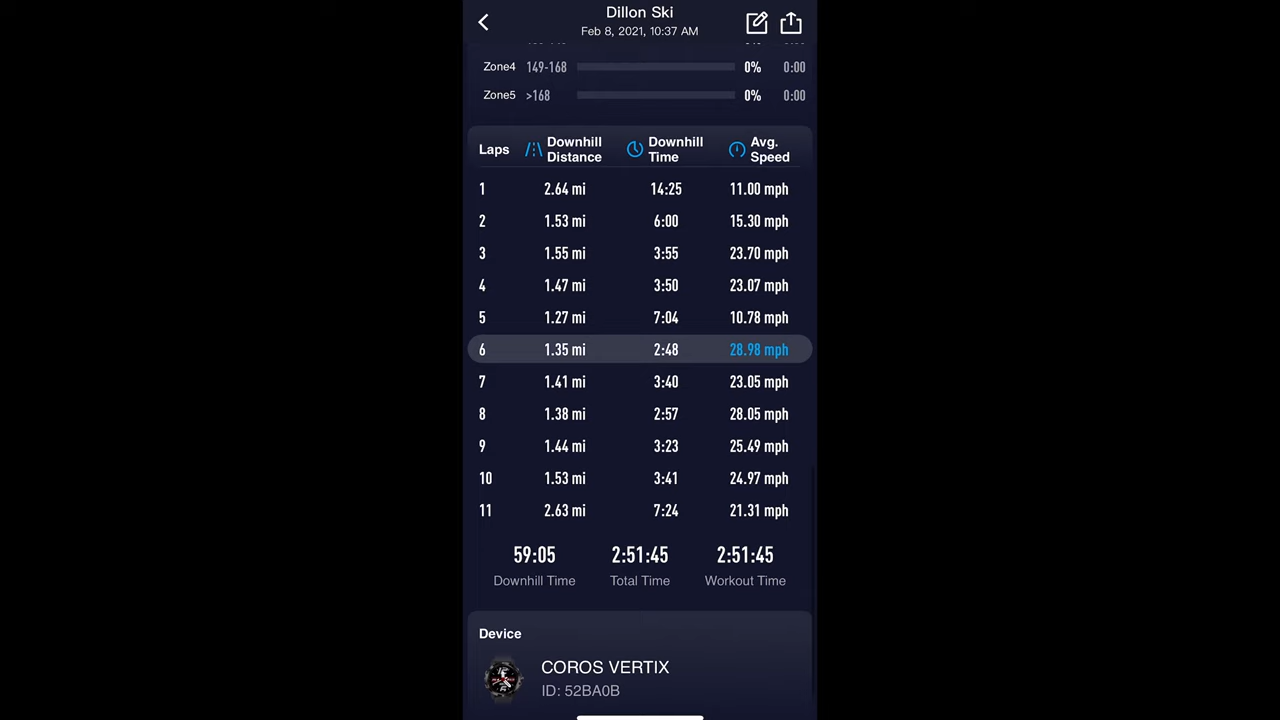 Dillon Ski
Feb 8, 2021, 10:37 AM
Zone4 149-168 0% 0:00
Zone5 >168 0% 0:00
Laps Downhill Distance Downhill Time Avg. Speed
1 2.64 mi 14:25 11.00 mph
2 1.53 mi 6:00 15.30 mph
3 1.55 mi 3:55 23.70 mph
4 1.47 mi 3:50 23.07 mph
5 1.27 mi 7:04 10.78 mph
6 1.35 mi 2:48 28.98 mph
7 1.41 mi 3:40 23.05 mph
8 1.38 mi 2:57 28.05 mph
9 1.44 mi 3:23 25.49 mph
10 1.53 mi 3:41 24.97 mph
11 2.63 mi 7:24 21.31 mph
59:05 2:51:45 2:51:45
Downhill Time Total Time Workout Time
Device
COROS VERTIX
ID: 52BA0B